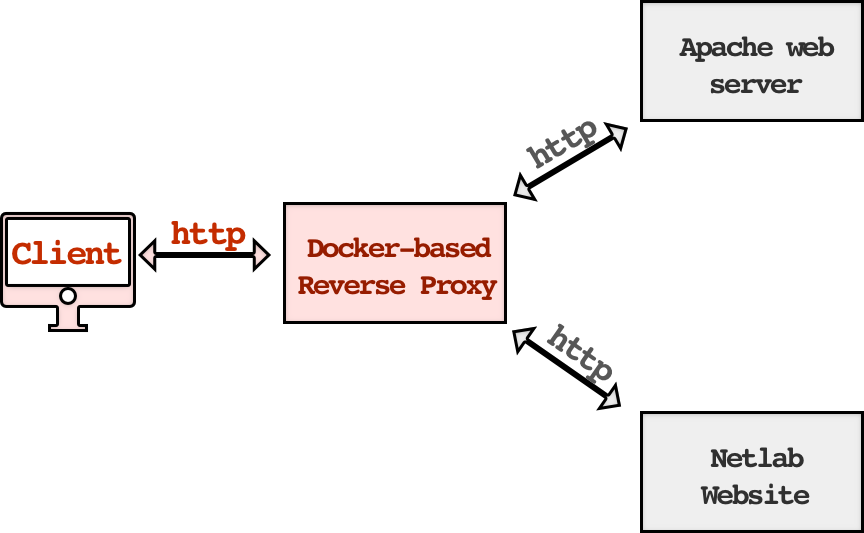 Apache web
server
http
http
Client
Docker-based
Reverse Proxy
http
Netlab
Website